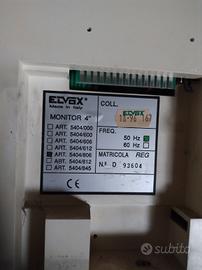 ELVOX
Made in Italy
MONITOR 4"
ART. 5404/000
ART. 5404/600
ART. 5404/606
ART. 5404/612
ART. 5404/806
ART. 5404/812
ART. 5404/845
CE
COLL.
ELVOX
FREQ.
50 Hz
60 Hz
MATRICOLA REG
N.° D 93604
subito